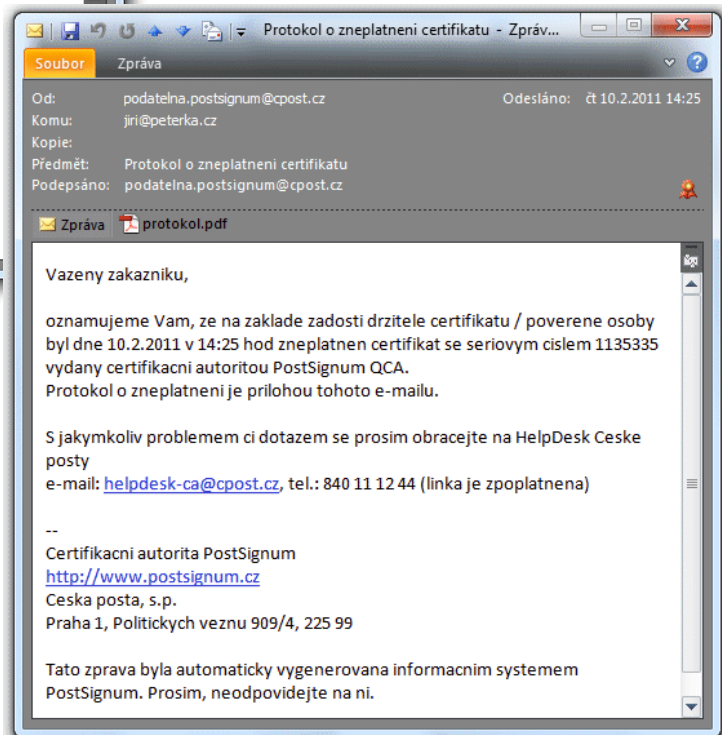 Protokol o zneplatneni certifikatu - Zpráv...
Soubor Zpráva
Od: podatelna.postsignum@cpost.cz Odesláno: čt 10.2.2011 14:25
Komu: jiri@peterka.cz
Kopie:
Předmět: Protokol o zneplatneni certifikatu
Podepsáno: podatelna.postsignum@cpost.cz
Zpráva protokol.pdf
Vazeny zakazniku,
oznamujeme Vam, ze na zaklade zadosti drzitele certifikatu / poverene osoby
byl dne 10.2.2011 v 14:25 hod zneplatnen certifikat se seriovym cislem 1135335
vydany certifikacni autoritou PostSignum QCA.
Protokol o zneplatneni je prilohou tohoto e-mailu.
S jakymkoliv problemem ci dotazem se prosim obracejte na HelpDesk Ceske
posty
e-mail: helpdesk-ca@cpost.cz, tel.: 840 11 12 44 (linka je zpoplatnena)
--
Certifikacni autorita PostSignum
http://www.postsignum.cz
Ceska posta, s.p.
Praha 1, Politickych veznu 909/4, 225 99
Tato zprava byla automaticky vygenerovana informacnim systemem
PostSignum. Prosim, neodpovidejte na ni.